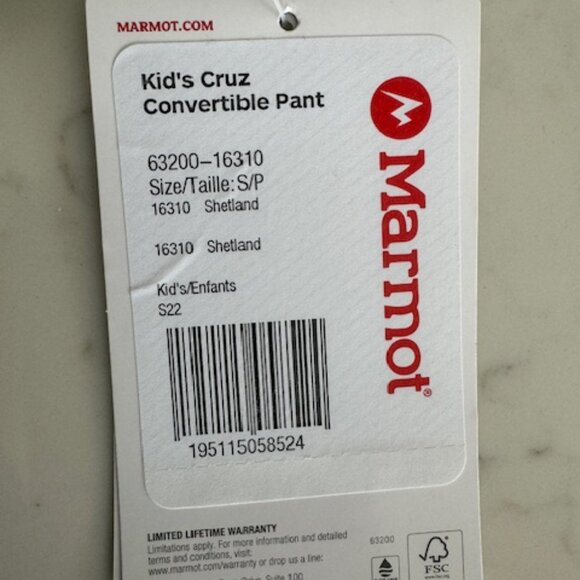 MARMOT.COM
Kid's Cruz
Convertible Pant
63200-16310
Size/Taille: S/P
16310 Shetland
16310 Shetland
Kid's/Enfants
S22
195115058524
Marmot®
LIMITED LIFETIME WARRANTY
Limitations apply. For more information and detailed
terms and conditions, visit:
www.marmot.com/warranty or drop us a line:
Suite 100
63200
FSC